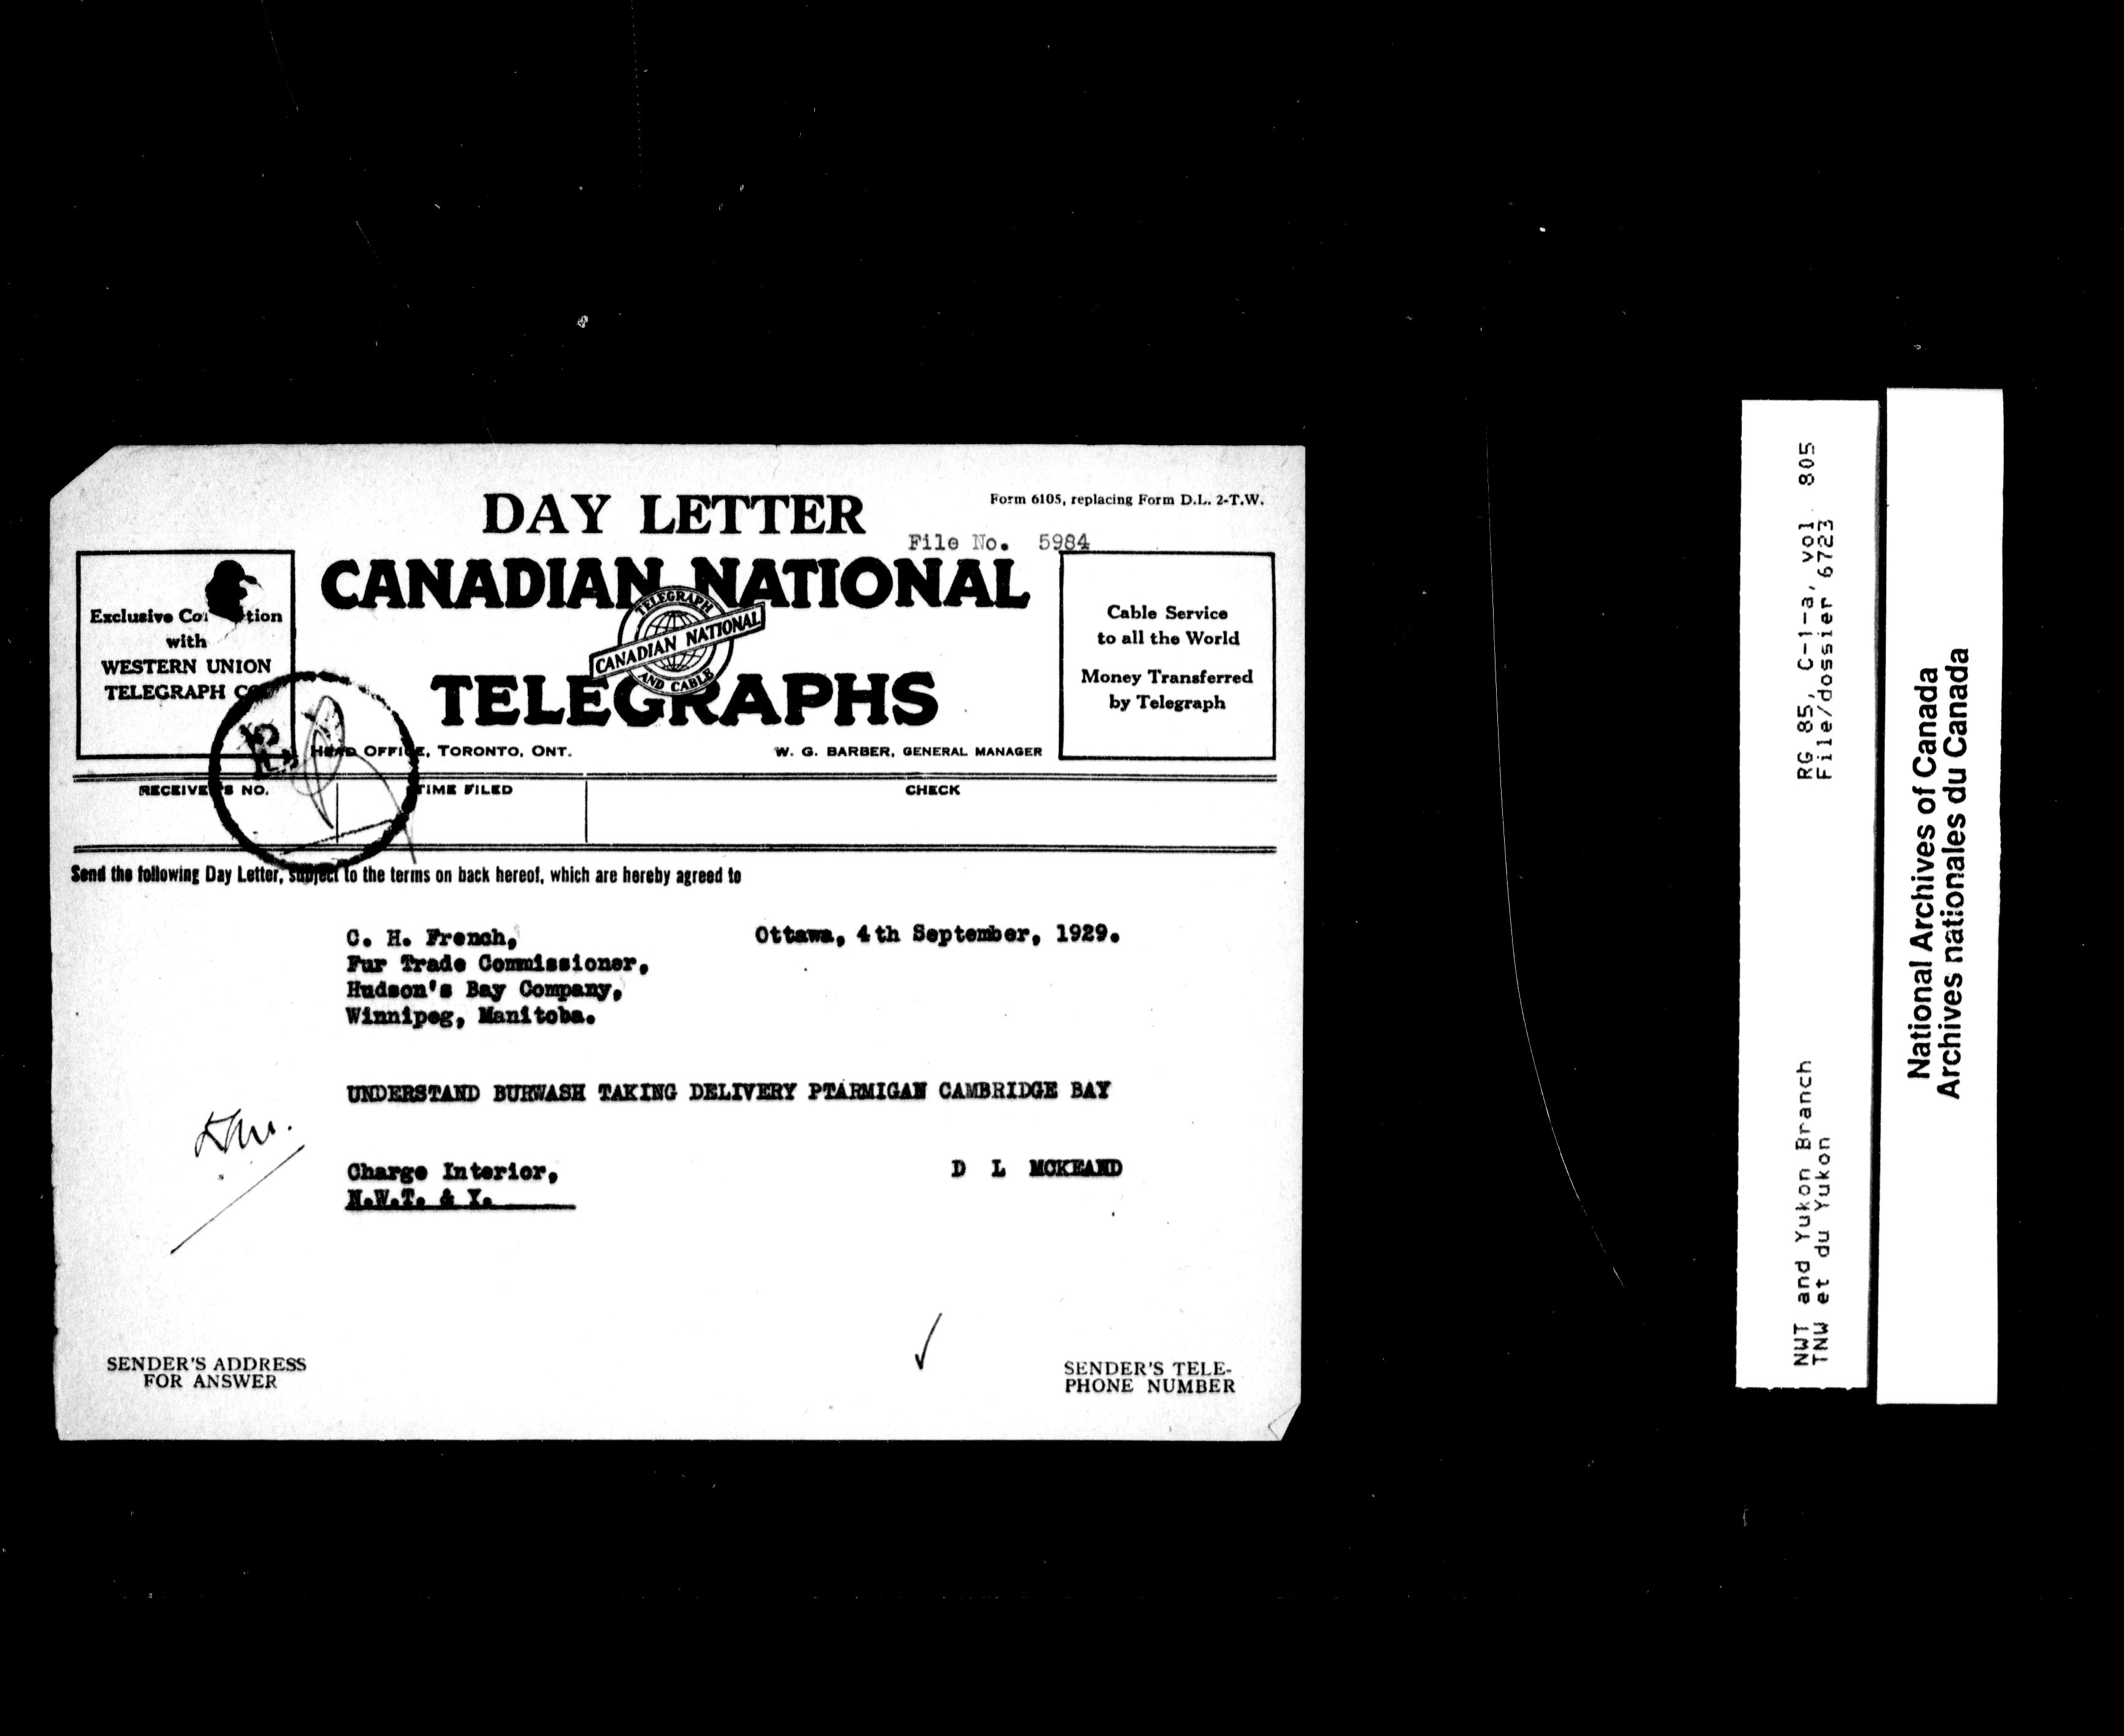 DAY LETTER
Form 6105, replacing Form D.L. 2-T.W.
File No. 5984
Exclusive Co tion
with
WESTERN UNION
TELEGRAPH
CANADIAN NATIONAL
TELEGRAPH
CANADIAN NATIONAL
AND CABLE
TELEGRAPHS
Cable Service
to all the World
Money Transferred
by Telegraph
HEAD OFFICE, TORONTO, ONT.
W. G. BARBER, GENERAL MANAGER
RECEIVER'S NO.
TIME FILED
CHECK
Send the following Day Letter, subject to the terms on back hereof, which are hereby agreed to
C. H. French,
Ottawa, 4th September, 1929.
Fur Trade Commissioner,
Hudson's Bay Company,
Winnipeg, Manitoba.
UNDERSTAND BURWASH TAKING DELIVERY PTARMIGAN CAMBRIDGE BAY
Charge Interior,
D L MCKEAND
N.W.T. & Y.
SENDER'S ADDRESS
FOR ANSWER
SENDER'S TELE-
PHONE NUMBER
RG 85, C-1-a, vol 805
File/dossier 6723
NWT and Yukon Branch
TNW et du Yukon
National Archives of Canada
Archives nationales du Canada